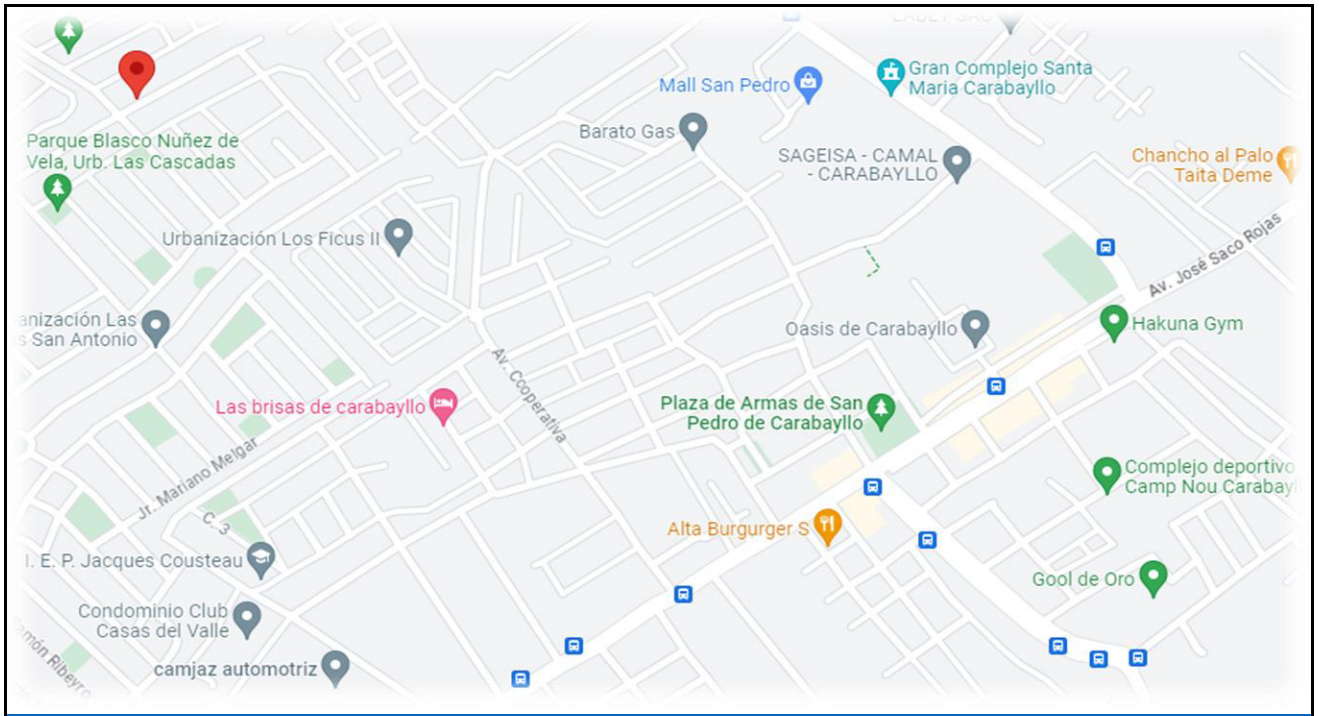 Mall San Pedro
Gran Complejo Santa
Maria Carabayllo
Barato Gas
Parque Blasco Nuñez de
Vela, Urb. Las Cascadas
SAGEISA - CAMAL
- CARABAYLLO
Chancho al Palo
Taita Deme
Urbanización Los Ficus II
Av. José Saco Rojas
anización Las
s San Antonio
Oasis de Carabayllo
Hakuna Gym
Av. Cooperativa
Las brisas de carabayllo
Plaza de Armas de San
Pedro de Carabayllo
Jr. Mariano Melgar
Complejo deportivo
Camp Nou Carabayl
C. 3
Alta Burgurger S
I. E. P. Jacques Cousteau
Gool de Oro
Condominio Club
Casas del Valle
camjaz automotriz
món Ribeyro